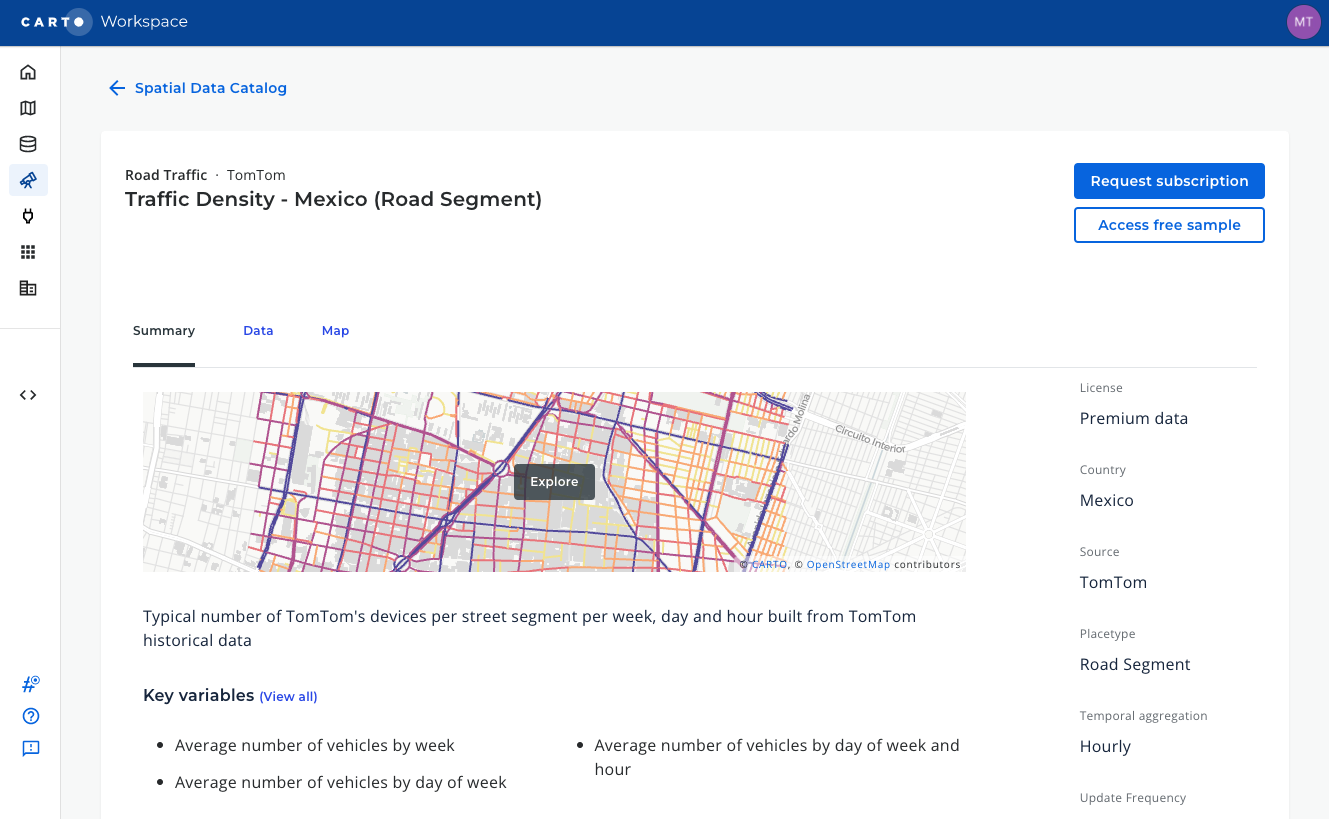 CARTO Workspace
MT
Spatial Data Catalog
Road Traffic · TomTom
Traffic Density - Mexico (Road Segment)
Request subscription
Access free sample
Summary
Data
Map
Circuito Interior
Explore
© CARTO, © OpenStreetMap contributors
Typical number of TomTom's devices per street segment per week, day and hour built from TomTom
historical data
Key variables (View all)
• Average number of vehicles by week
• Average number of vehicles by day of week
• Average number of vehicles by day of week and
hour
License
Premium data
Country
Mexico
Source
TomTom
Placetype
Road Segment
Temporal aggregation
Hourly
Update Frequency